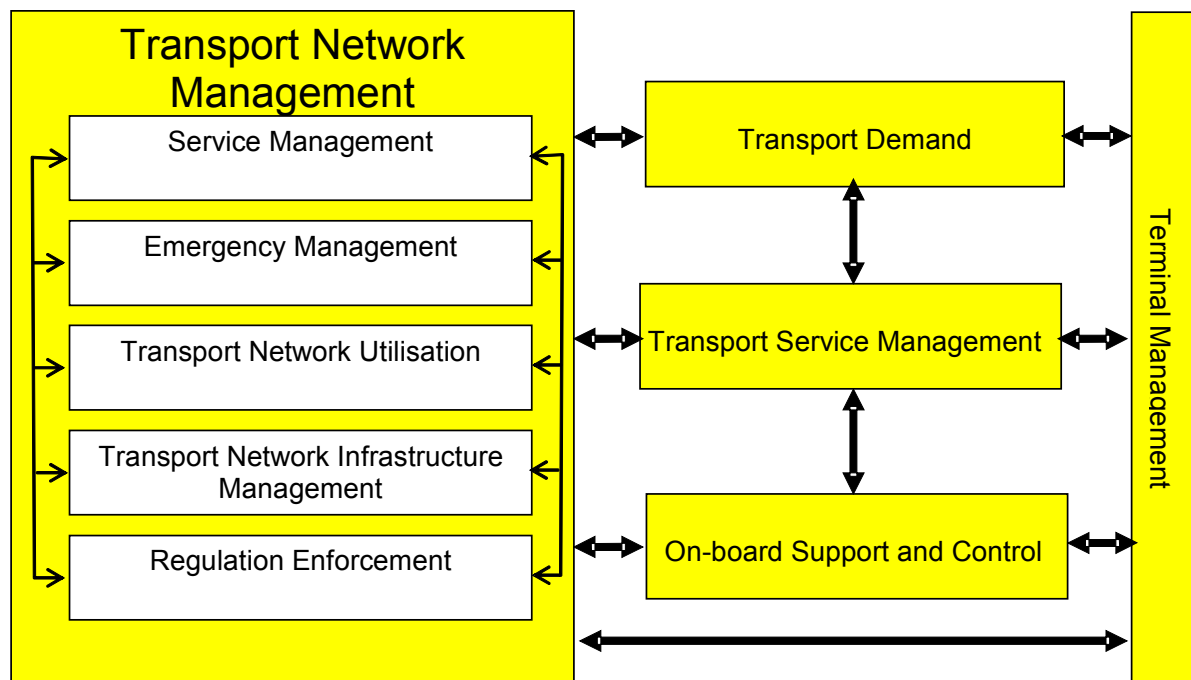 Transport Network
Management
Service Management
Emergency Management
Transport Network Utilisation
Transport Network Infrastructure
Management
Regulation Enforcement
Transport Demand
Transport Service Management
On-board Support and Control
Terminal Management